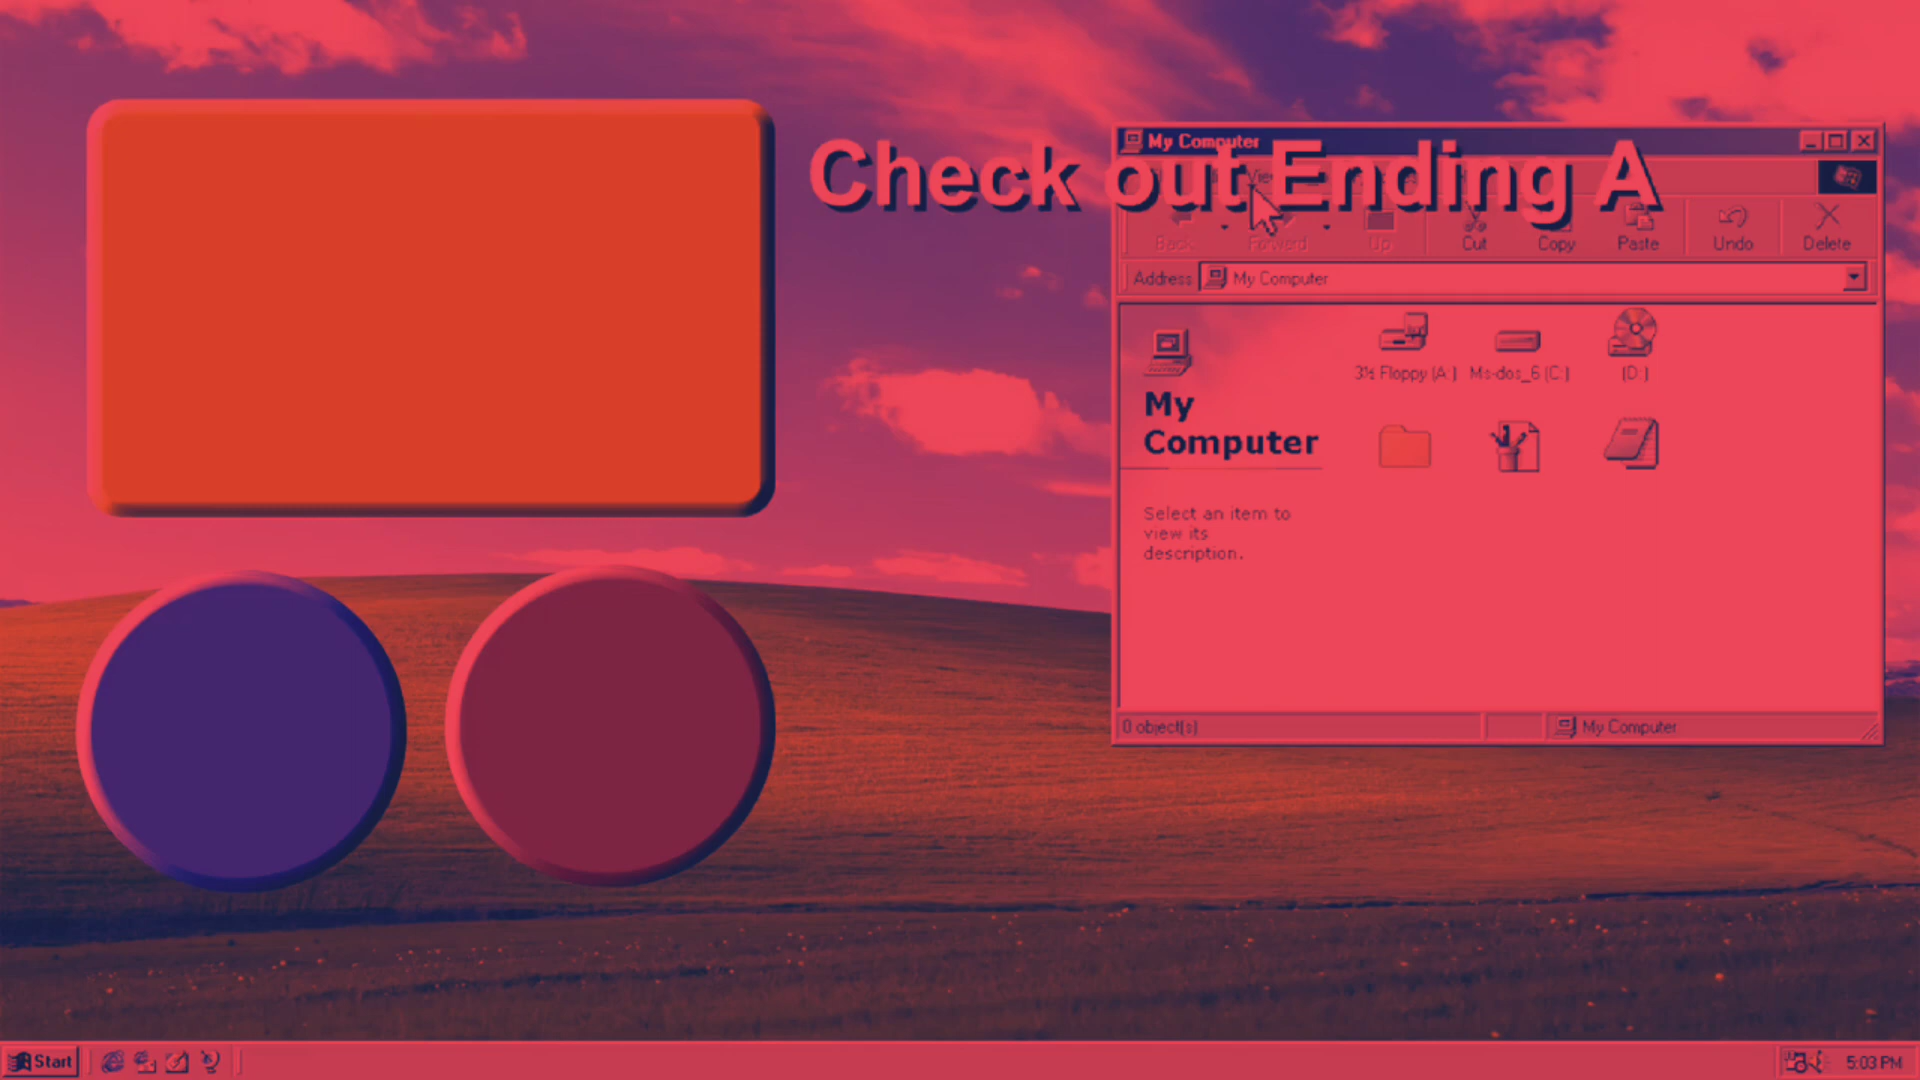 My Computer
Check out Ending A
Back
Forward
Up
Cut
Copy
Paste
Undo
Delete
Address
My Computer
3½ Floppy (A:)
Ms-dos_6 (C:)
(D:)
My
Computer
Select an item to
view its
description.
0 object(s)
My Computer
Start
5:03 PM